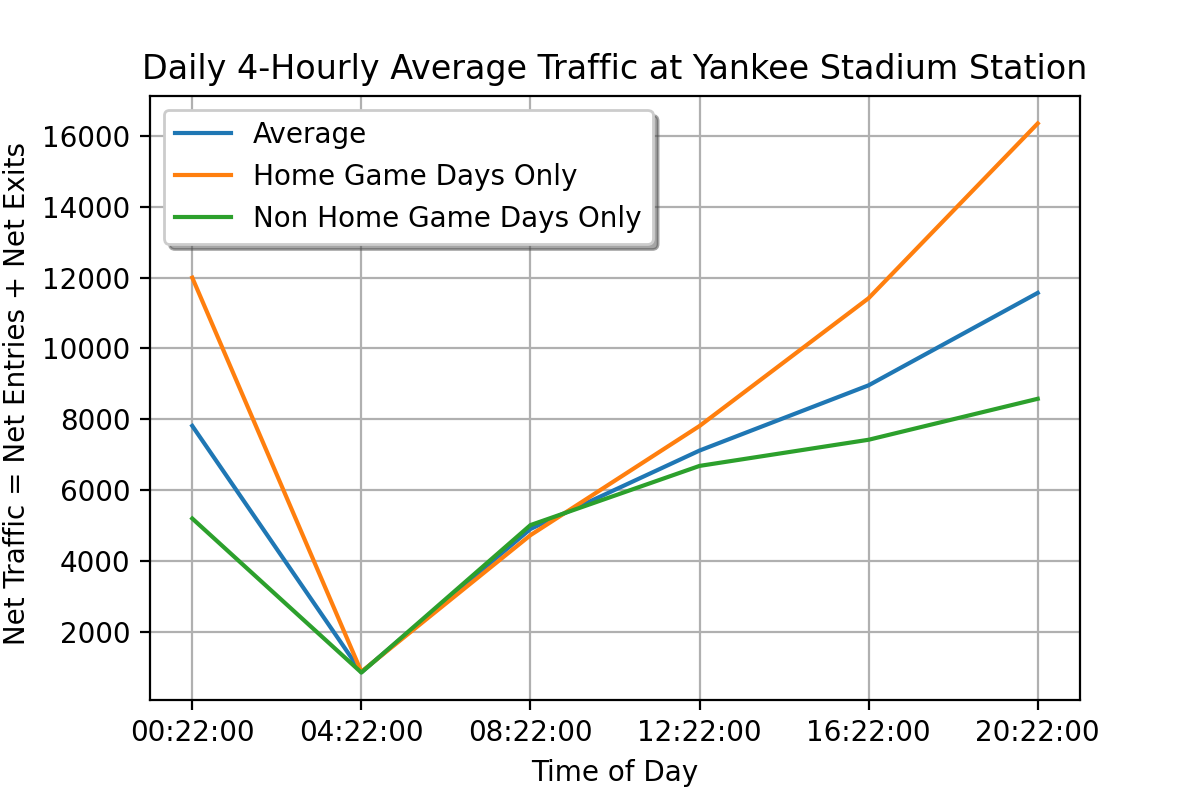 Daily 4-Hourly Average Traffic at Yankee Stadium Station
Net Traffic = Net Entries + Net Exits
16000
14000
12000
10000
8000
6000
4000
2000
Average
Home Game Days Only
Non Home Game Days Only
00:22:00 04:22:00 08:22:00 12:22:00 16:22:00 20:22:00
Time of Day